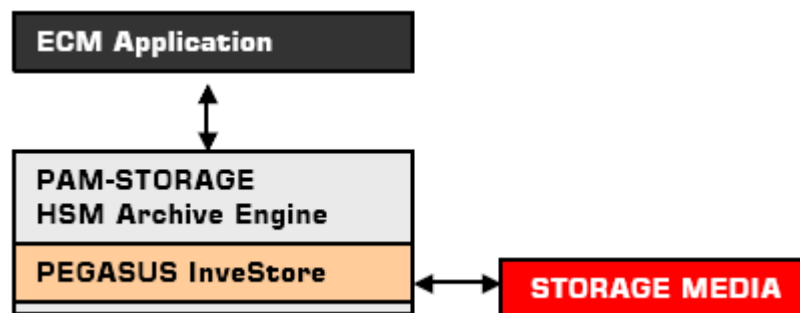 ECM Application
PAM-STORAGE
HSM Archive Engine
PEGASUS InveStore
STORAGE MEDIA